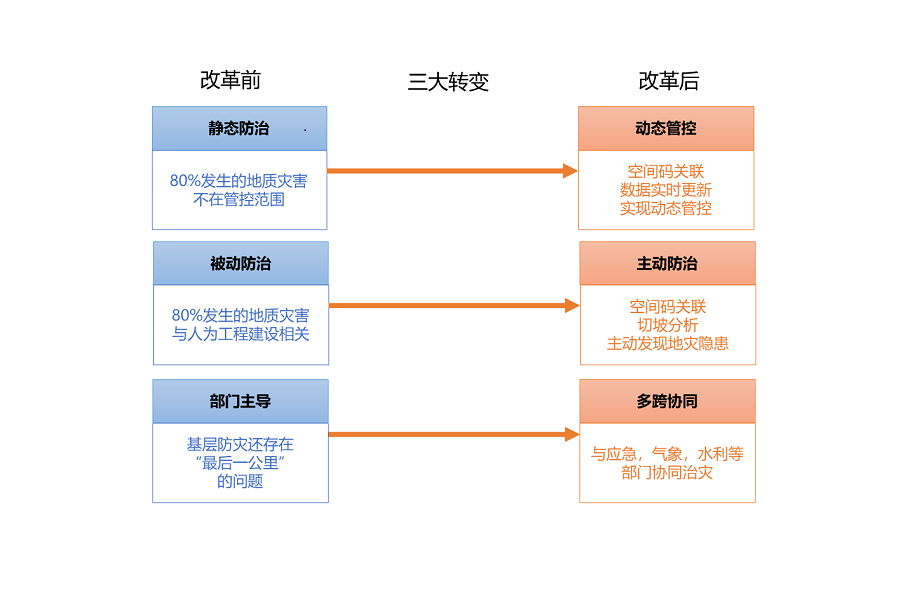 改革前
三大转变
改革后
静态防治
动态管控
80%发生的地质灾害
不在管控范围
空间码关联
数据实时更新
实现动态管控
被动防治
主动防治
80%发生的地质灾害
与人为工程建设相关
空间码关联
切坡分析
主动发现地灾隐患
部门主导
多跨协同
基层防灾还存在
“最后一公里”
的问题
与应急，气象，水利等
部门协同治灾